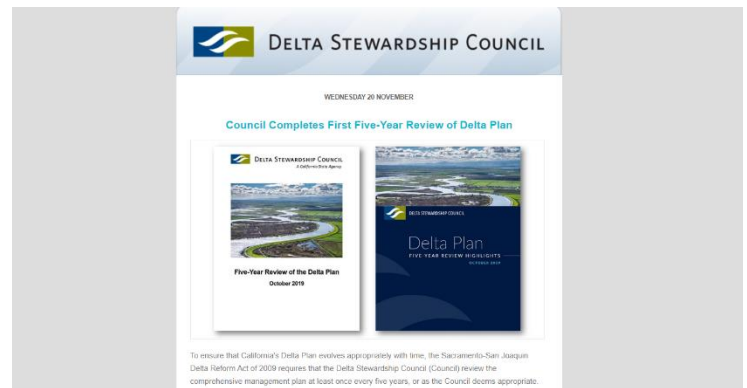 DELTA STEWARDSHIP COUNCIL
WEDNESDAY 20 NOVEMBER
Council Completes First Five-Year Review of Delta Plan
DELTA STEWARDSHIP COUNCIL
A California State Agency
Five-Year Review of the Delta Plan
October 2019
DELTA STEWARDSHIP COUNCIL
Delta Plan
FIVE YEAR REVIEW HIGHLIGHTS
OCTOBER 2019
To ensure that California's Delta Plan evolves appropriately with time, the Sacramento-San Joaquin
Delta Reform Act of 2009 requires that the Delta Stewardship Council (Council) review the
comprehensive management plan at least once every five years, or as the Council deems appropriate.